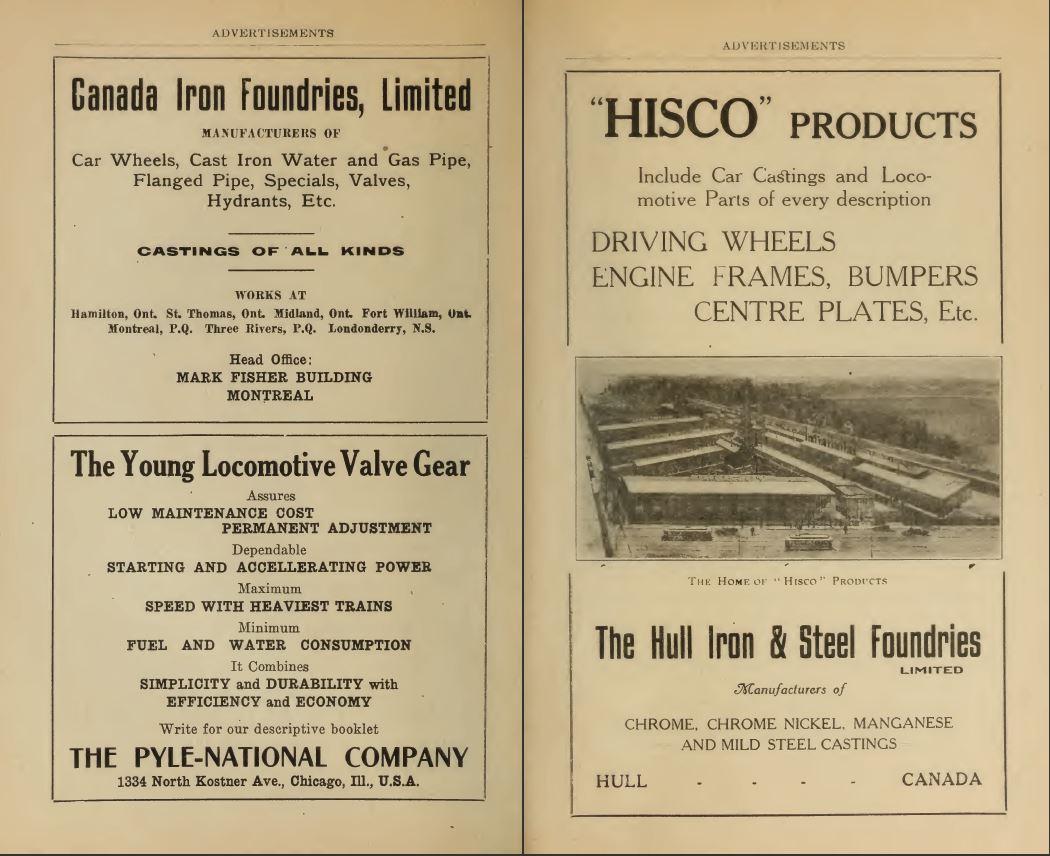 ADVERTISEMENTS
Canada Iron Foundries, Limited
MANUFACTURERS OF
Car Wheels, Cast Iron Water and Gas Pipe,
Flanged Pipe, Specials, Valves,
Hydrants, Etc.
CASTINGS OF ALL KINDS
WORKS AT
Hamilton, Ont. St. Thomas, Ont. Midland, Ont. Fort William, Ont.
Montreal, P.Q. Three Rivers, P.Q. Londonderry, N.S.
Head Office:
MARK FISHER BUILDING
MONTREAL
The Young Locomotive Valve Gear
Assures
LOW MAINTENANCE COST
PERMANENT ADJUSTMENT
Dependable
STARTING AND ACCELLERATING POWER
Maximum
SPEED WITH HEAVIEST TRAINS
Minimum
FUEL AND WATER CONSUMPTION
It Combines
SIMPLICITY and DURABILITY with
EFFICIENCY and ECONOMY
Write for our descriptive booklet
THE PYLE-NATIONAL COMPANY
1334 North Kostner Ave., Chicago, Ill., U.S.A.
ADVERTISEMENTS
"HISCO" PRODUCTS
Include Car Castings and Loco-
motive Parts of every description
DRIVING WHEELS
ENGINE FRAMES, BUMPERS
CENTRE PLATES, Etc.
THE HOME OF "HISCO" PRODUCTS
The Hull Iron & Steel Foundries
LIMITED
Manufacturers of
CHROME, CHROME NICKEL, MANGANESE
AND MILD STEEL CASTINGS
HULL - - - - CANADA